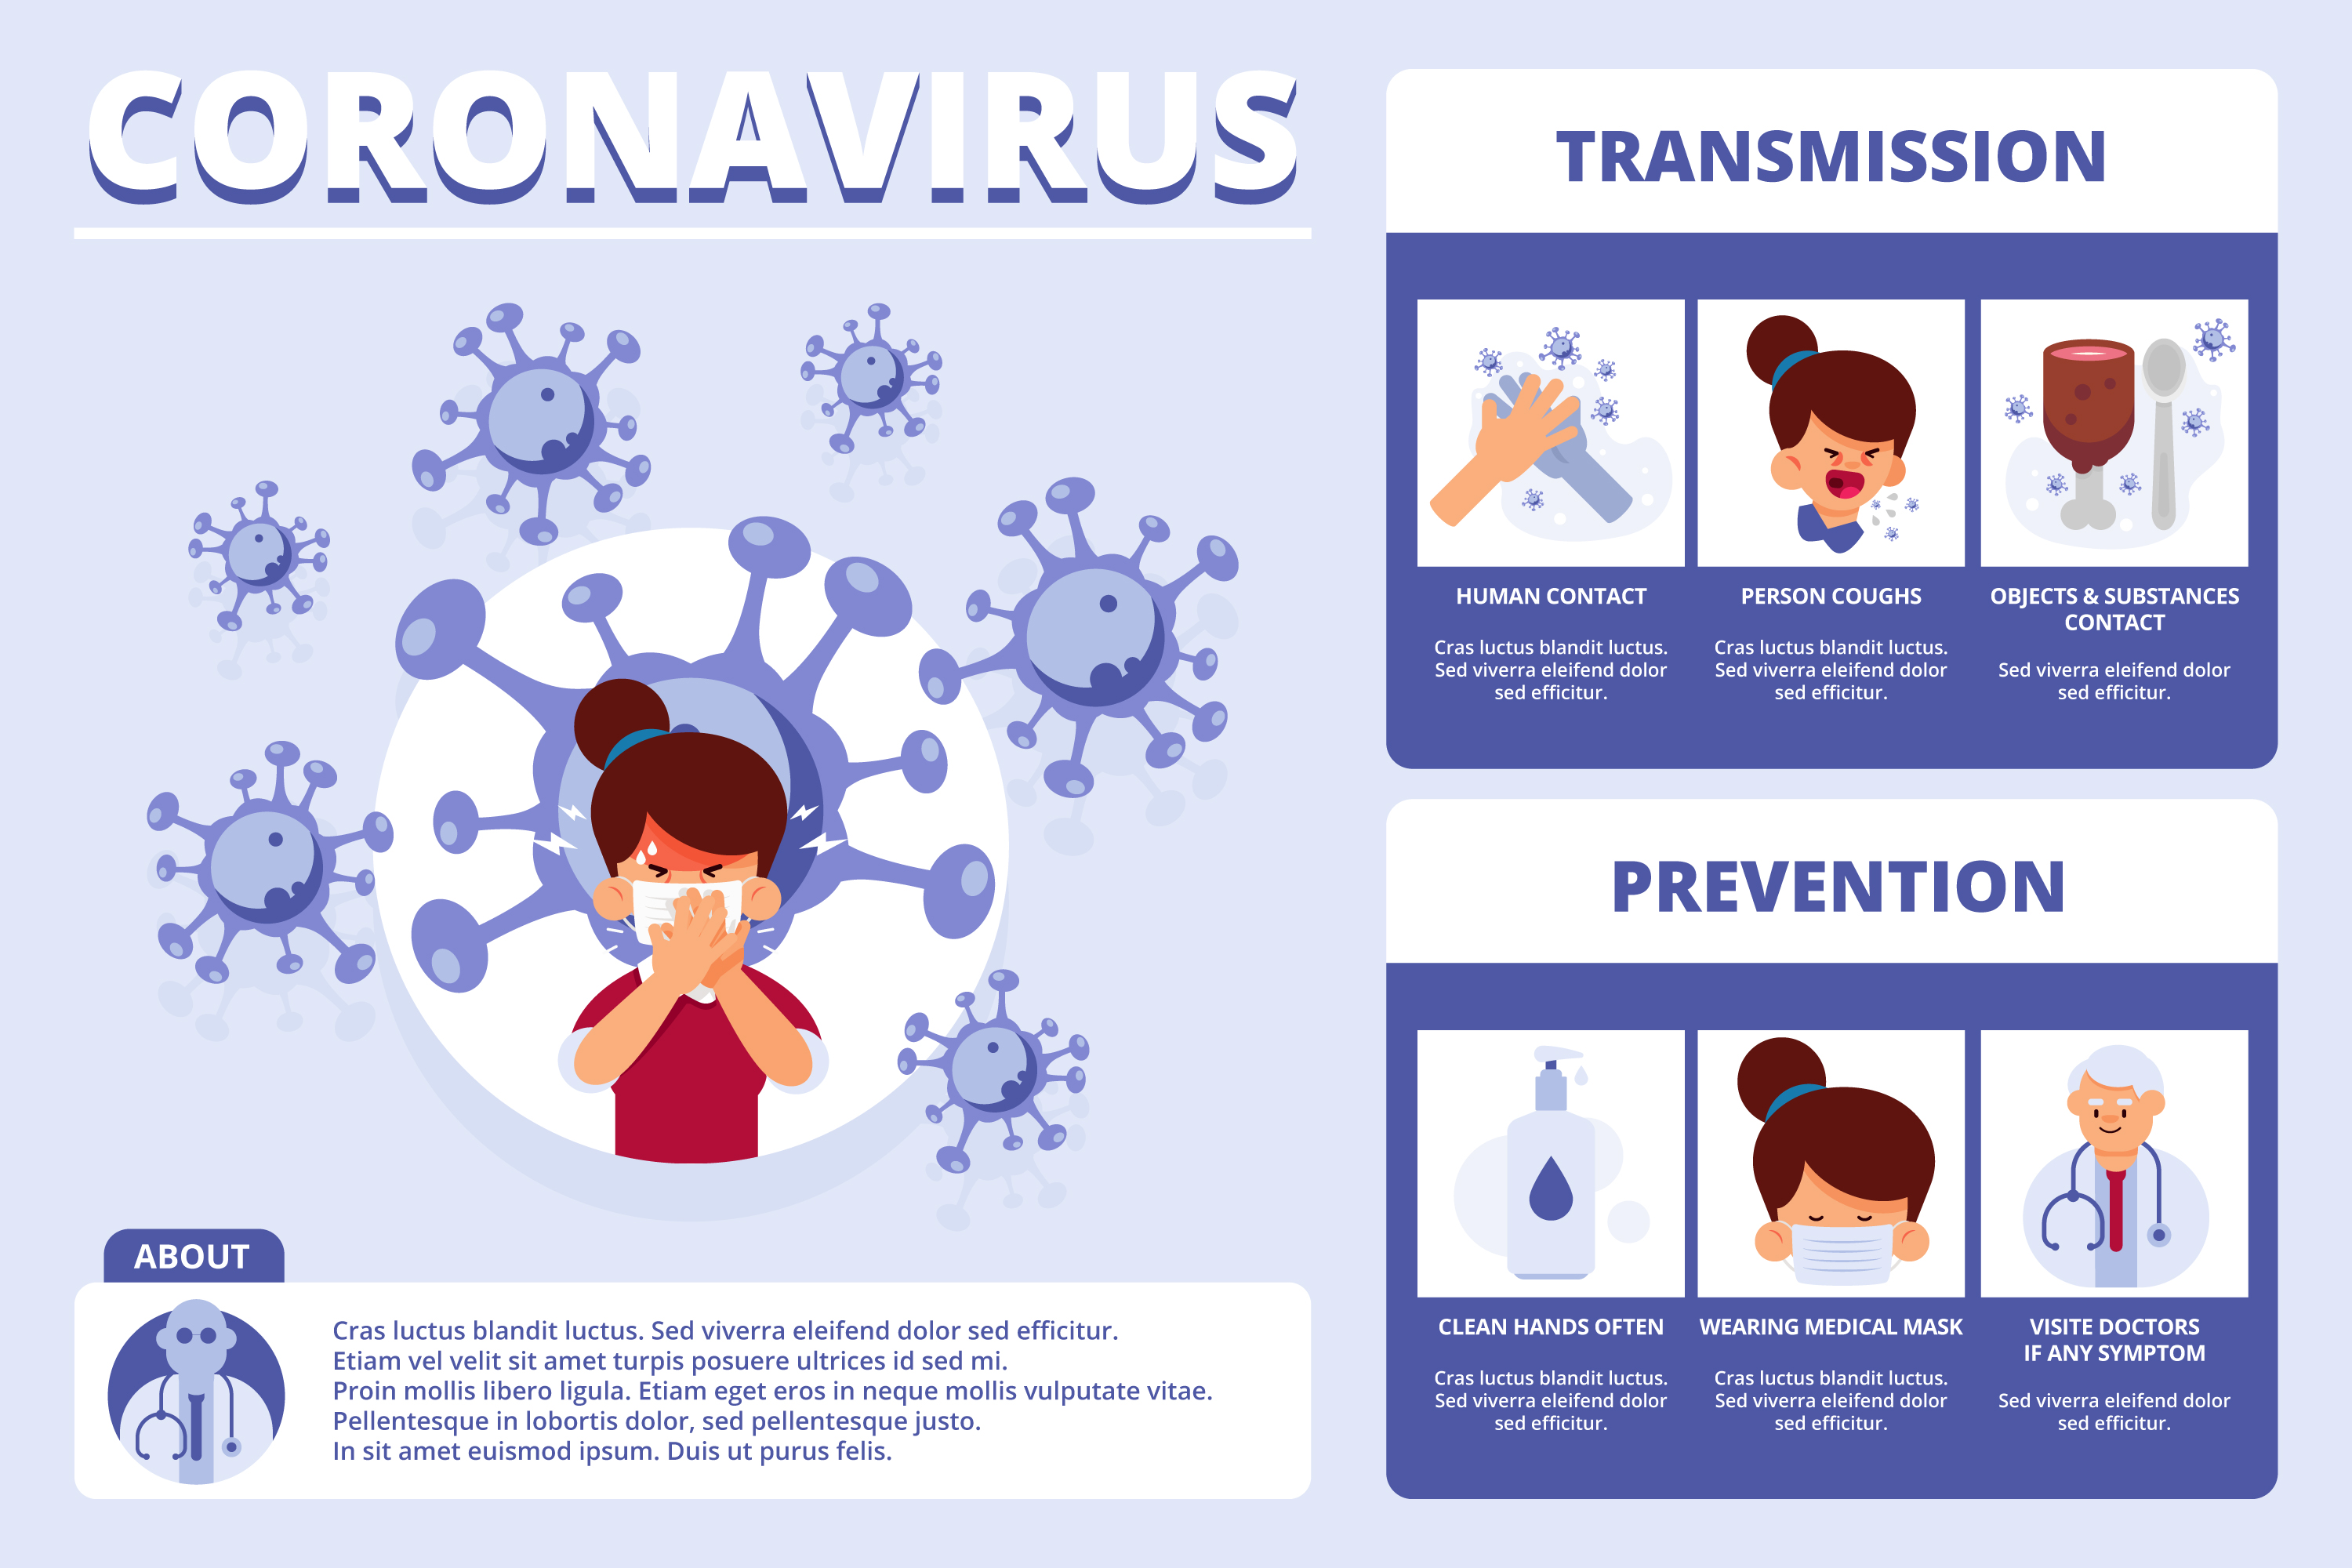 CORONAVIRUS
ABOUT
Cras luctus blandit luctus. Sed viverra eleifend dolor sed efficitur.
Etiam vel velit sit amet turpis posuere ultrices id sed mi.
Proin mollis libero ligula. Etiam eget eros in neque mollis vulputate vitae.
Pellentesque in lobortis dolor, sed pellentesque justo.
In sit amet euismod ipsum. Duis ut purus felis.
TRANSMISSION
HUMAN CONTACT
Cras luctus blandit luctus.
Sed viverra eleifend dolor
sed efficitur.
PERSON COUGHS
Cras luctus blandit luctus.
Sed viverra eleifend dolor
sed efficitur.
OBJECTS & SUBSTANCES
CONTACT
Sed viverra eleifend dolor
sed efficitur.
PREVENTION
CLEAN HANDS OFTEN
Cras luctus blandit luctus.
Sed viverra eleifend dolor
sed efficitur.
WEARING MEDICAL MASK
Cras luctus blandit luctus.
Sed viverra eleifend dolor
sed efficitur.
VISITE DOCTORS
IF ANY SYMPTOM
Sed viverra eleifend dolor
sed efficitur.